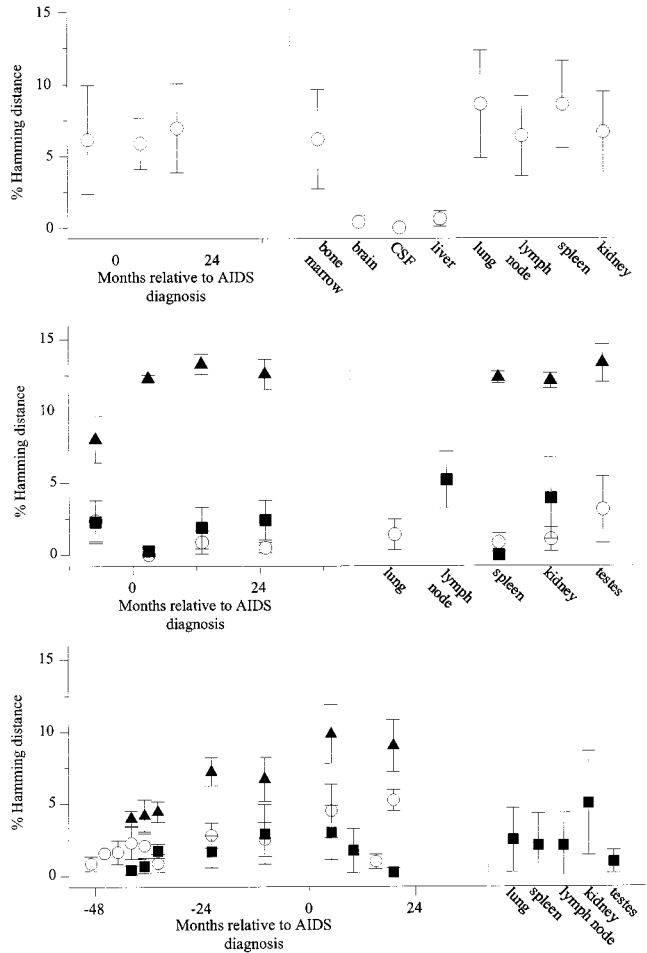 15
10
5
0
% Hamming distance
0 24
Months relative to AIDS
diagnosis
bone
marrow
brain
CSF
liver
lung
lymph
node
spleen
kidney
15
10
5
0
% Hamming distance
0 24
Months relative to AIDS
diagnosis
lung
lymph
node
spleen
kidney
testes
15
10
5
0
% Hamming distance
-48 -24 0 24
Months relative to AIDS
diagnosis
lung
spleen
lymph node
kidney
testes